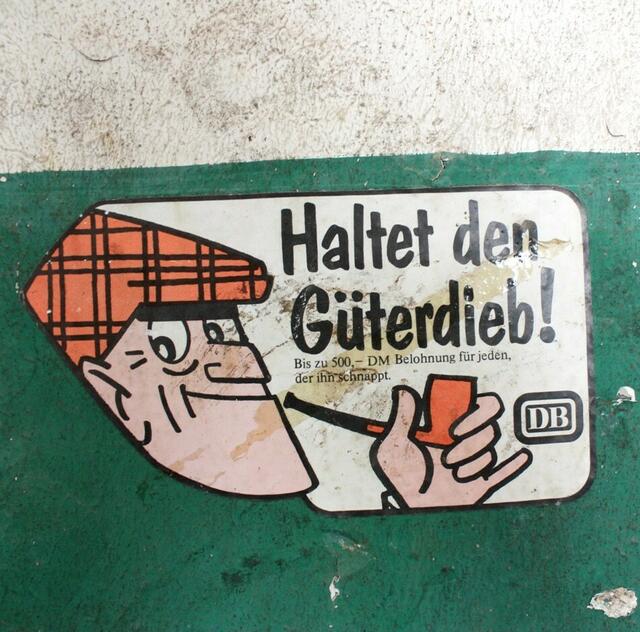 Haltet den
Güterdieb!
Bis zu 500,– DM Belohnung für jeden,
der ihn schnappt.
DB